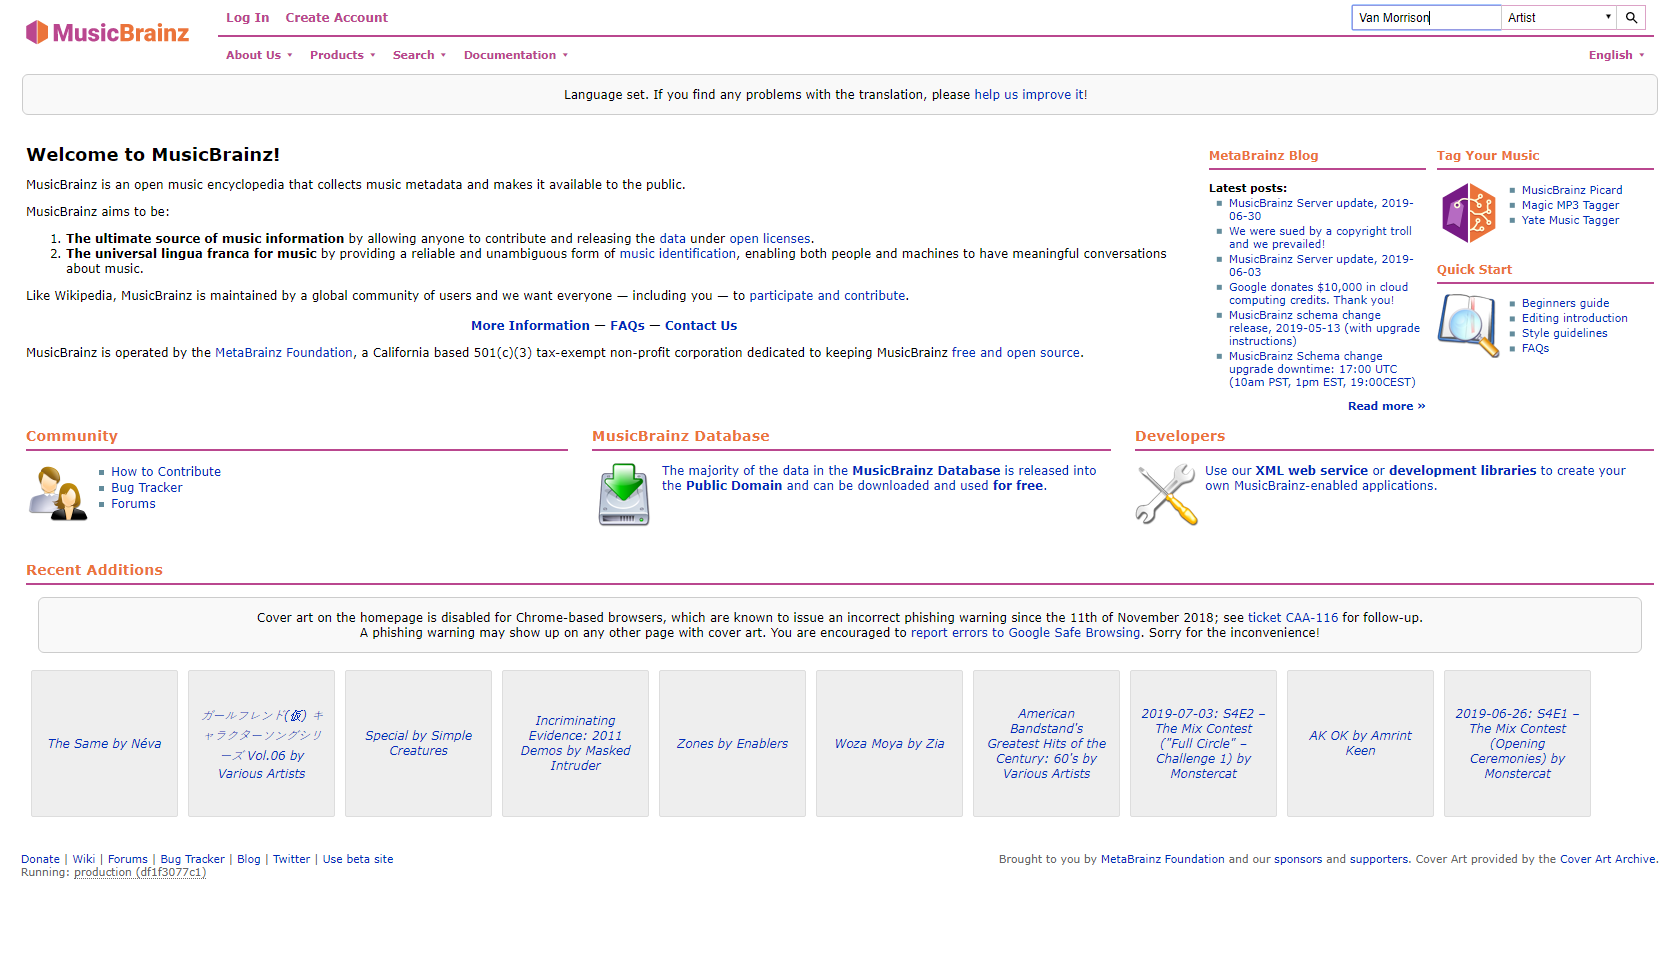 MusicBrainz
Log In Create Account
Van Morrison Artist
About Us Products Search Documentation English
Language set. If you find any problems with the translation, please help us improve it!
Welcome to MusicBrainz!
MusicBrainz is an open music encyclopedia that collects music metadata and makes it available to the public.
MusicBrainz aims to be:
1. The ultimate source of music information by allowing anyone to contribute and releasing the data under open licenses.
2. The universal lingua franca for music by providing a reliable and unambiguous form of music identification, enabling both people and machines to have meaningful conversations
about music.
Like Wikipedia, MusicBrainz is maintained by a global community of users and we want everyone — including you — to participate and contribute.
More Information — FAQs — Contact Us
MusicBrainz is operated by the MetaBrainz Foundation, a California based 501(c)(3) tax-exempt non-profit corporation dedicated to keeping MusicBrainz free and open source.
MetaBrainz Blog
Latest posts:
MusicBrainz Server update, 2019-
06-30
We were sued by a copyright troll
and we prevailed!
MusicBrainz Server update, 2019-
06-03
Google donates $10,000 in cloud
computing credits. Thank you!
MusicBrainz schema change
release, 2019-05-13 (with upgrade
instructions)
MusicBrainz Schema change
upgrade downtime: 17:00 UTC
(10am PST, 1pm EST, 19:00CEST)
Read more »
Tag Your Music
MusicBrainz Picard
Magic MP3 Tagger
Yate Music Tagger
Quick Start
Beginners guide
Editing introduction
Style guidelines
FAQs
Community
How to Contribute
Bug Tracker
Forums
MusicBrainz Database
The majority of the data in the MusicBrainz Database is released into
the Public Domain and can be downloaded and used for free.
Developers
Use our XML web service or development libraries to create your
own MusicBrainz-enabled applications.
Recent Additions
Cover art on the homepage is disabled for Chrome-based browsers, which are known to issue an incorrect phishing warning since the 11th of November 2018; see ticket CAA-116 for follow-up.
A phishing warning may show up on any other page with cover art. You are encouraged to report errors to Google Safe Browsing. Sorry for the inconvenience!
The Same by Néva
ガールフレンド(仮) キ
ャラクターソングシリ
ーズ Vol.06 by
Various Artists
Special by Simple
Creatures
Incriminating
Evidence: 2011
Demos by Masked
Intruder
Zones by Enablers
Woza Moya by Zia
American
Bandstand's
Greatest Hits of the
Century: 60's by
Various Artists
2019-07-03: S4E2 –
The Mix Contest
("Full Circle" –
Challenge 1) by
Monstercat
AK OK by Amrint
Keen
2019-06-26: S4E1 –
The Mix Contest
(Opening
Ceremonies) by
Monstercat
Donate | Wiki | Forums | Bug Tracker | Blog | Twitter | Use beta site
Running: production (df1f3077c1)
Brought to you by MetaBrainz Foundation and our sponsors and supporters. Cover Art provided by the Cover Art Archive.